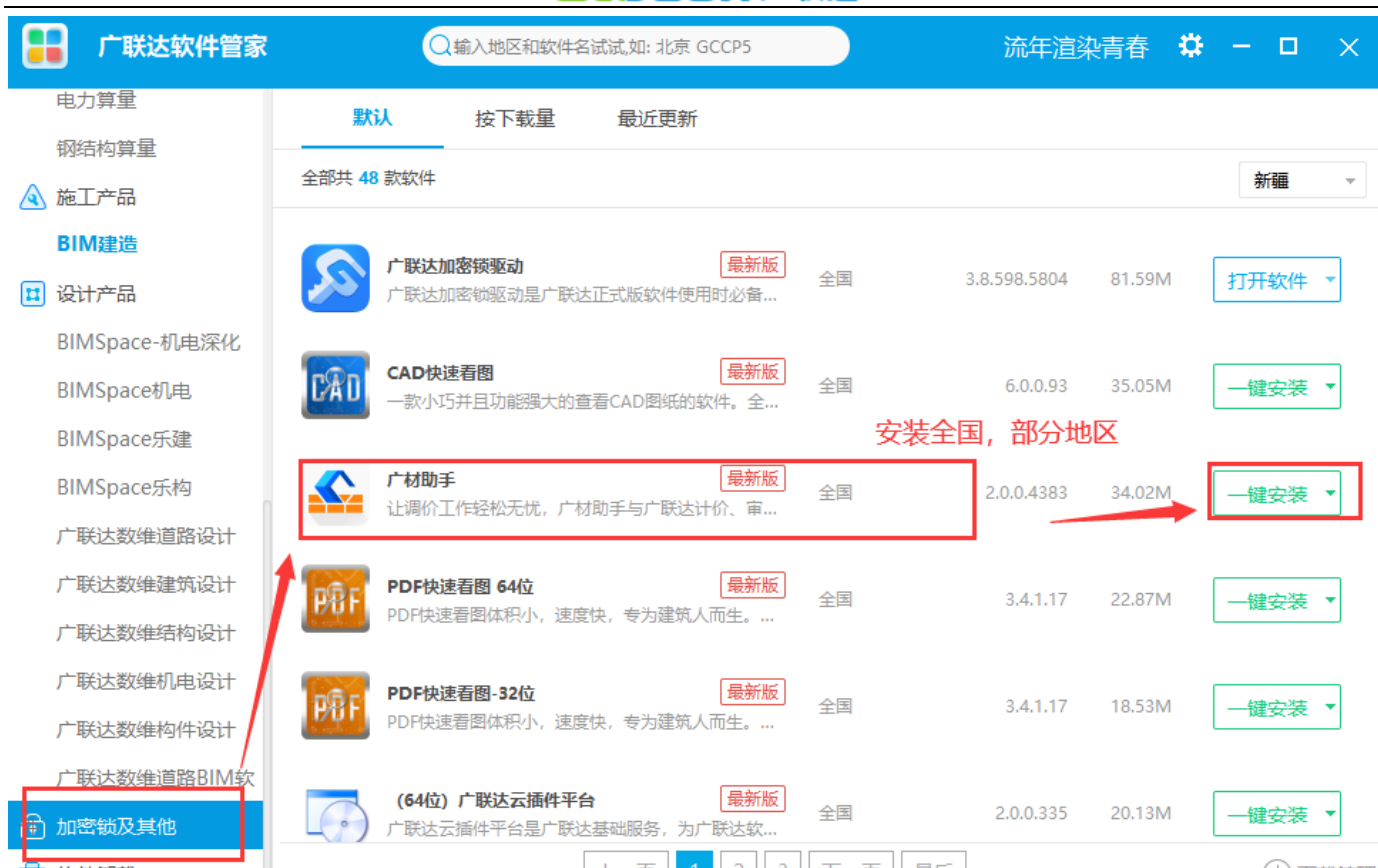 广联达软件管家
输入地区和软件名试试,如: 北京 GCCP5
流年渲染青春
电力算量
钢结构算量
施工产品
BIM建造
设计产品
BIMSpace-机电深化
BIMSpace机电
BIMSpace乐建
BIMSpace乐构
广联达数维道路设计
广联达数维建筑设计
广联达数维结构设计
广联达数维机电设计
广联达数维构件设计
广联达数维道路BIM软
加密锁及其他
默认 按下载量 最近更新
全部共 48 款软件 新疆
广联达加密锁驱动 最新版
广联达加密锁驱动是广联达正式版软件使用时必备...
全国 3.8.598.5804 81.59M 打开软件
CAD
CAD快速看图 最新版
一款小巧并且功能强大的查看CAD图纸的软件。全...
全国 6.0.0.93 35.05M 一键安装
安装全国，部分地区
广材助手 最新版
让调价工作轻松无忧，广材助手与广联达计价、审...
全国 2.0.0.4383 34.02M 一键安装
PDF
PDF快速看图 64位 最新版
PDF快速看图体积小，速度快，专为建筑人而生。...
全国 3.4.1.17 22.87M 一键安装
PDF
PDF快速看图-32位 最新版
PDF快速看图体积小，速度快，专为建筑人而生。...
全国 3.4.1.17 18.53M 一键安装
（64位）广联达云插件平台 最新版
广联达云插件平台是广联达基础服务，为广联达软...
全国 2.0.0.335 20.13M 一键安装
1 2 3